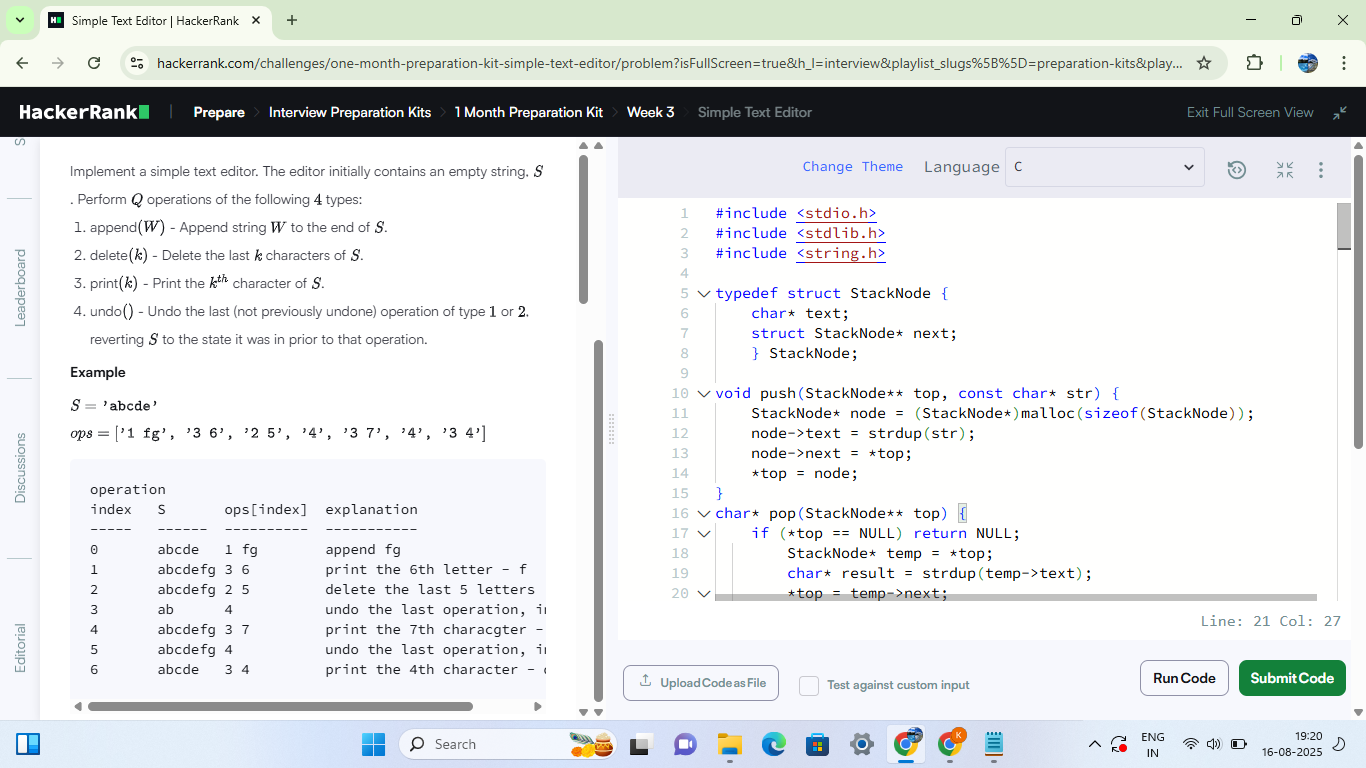 Simple Text Editor | HackerRank
hackerrank.com/challenges/one-month-preparation-kit-simple-text-editor/problem?isFullScreen=true&h_l=interview&playlist_slugs%5B%5D=preparation-kits&play...
HackerRank | Prepare > Interview Preparation Kits > 1 Month Preparation Kit > Week 3 > Simple Text Editor Exit Full Screen View
Leaderboard
Discussions
Editorial
Implement a simple text editor. The editor initially contains an empty string, S
. Perform Q operations of the following 4 types:
1. append(W) - Append string W to the end of S.
2. delete(k) - Delete the last k characters of S.
3. print(k) - Print the kth character of S.
4. undo() - Undo the last (not previously undone) operation of type 1 or 2,
reverting S to the state it was in prior to that operation.
Example
S = 'abcde'
ops = ['1 fg', '3 6', '2 5', '4', '3 7', '4', '3 4']
operation
index S ops[index] explanation
----- ------ ---------- -----------
0 abcde 1 fg append fg
1 abcdefg 3 6 print the 6th letter - f
2 abcdefg 2 5 delete the last 5 letters
3 ab 4 undo the last operation,
4 abcdefg 3 7 print the 7th characgter -
5 abcdefg 4 undo the last operation,
6 abcde 3 4 print the 4th character -
Change Theme Language C
1 #include <stdio.h>
2 #include <stdlib.h>
3 #include <string.h>
4
5 typedef struct StackNode {
6 char* text;
7 struct StackNode* next;
8 } StackNode;
9
10 void push(StackNode** top, const char* str) {
11 StackNode* node = (StackNode*)malloc(sizeof(StackNode));
12 node->text = strdup(str);
13 node->next = *top;
14 *top = node;
15 }
16 char* pop(StackNode** top) {
17 if (*top == NULL) return NULL;
18 StackNode* temp = *top;
19 char* result = strdup(temp->text);
20 *top = temp->next;
Line: 21 Col: 27
Upload Code as File
Test against custom input
Run Code
Submit Code
Search
ENG
IN
19:20
16-08-2025